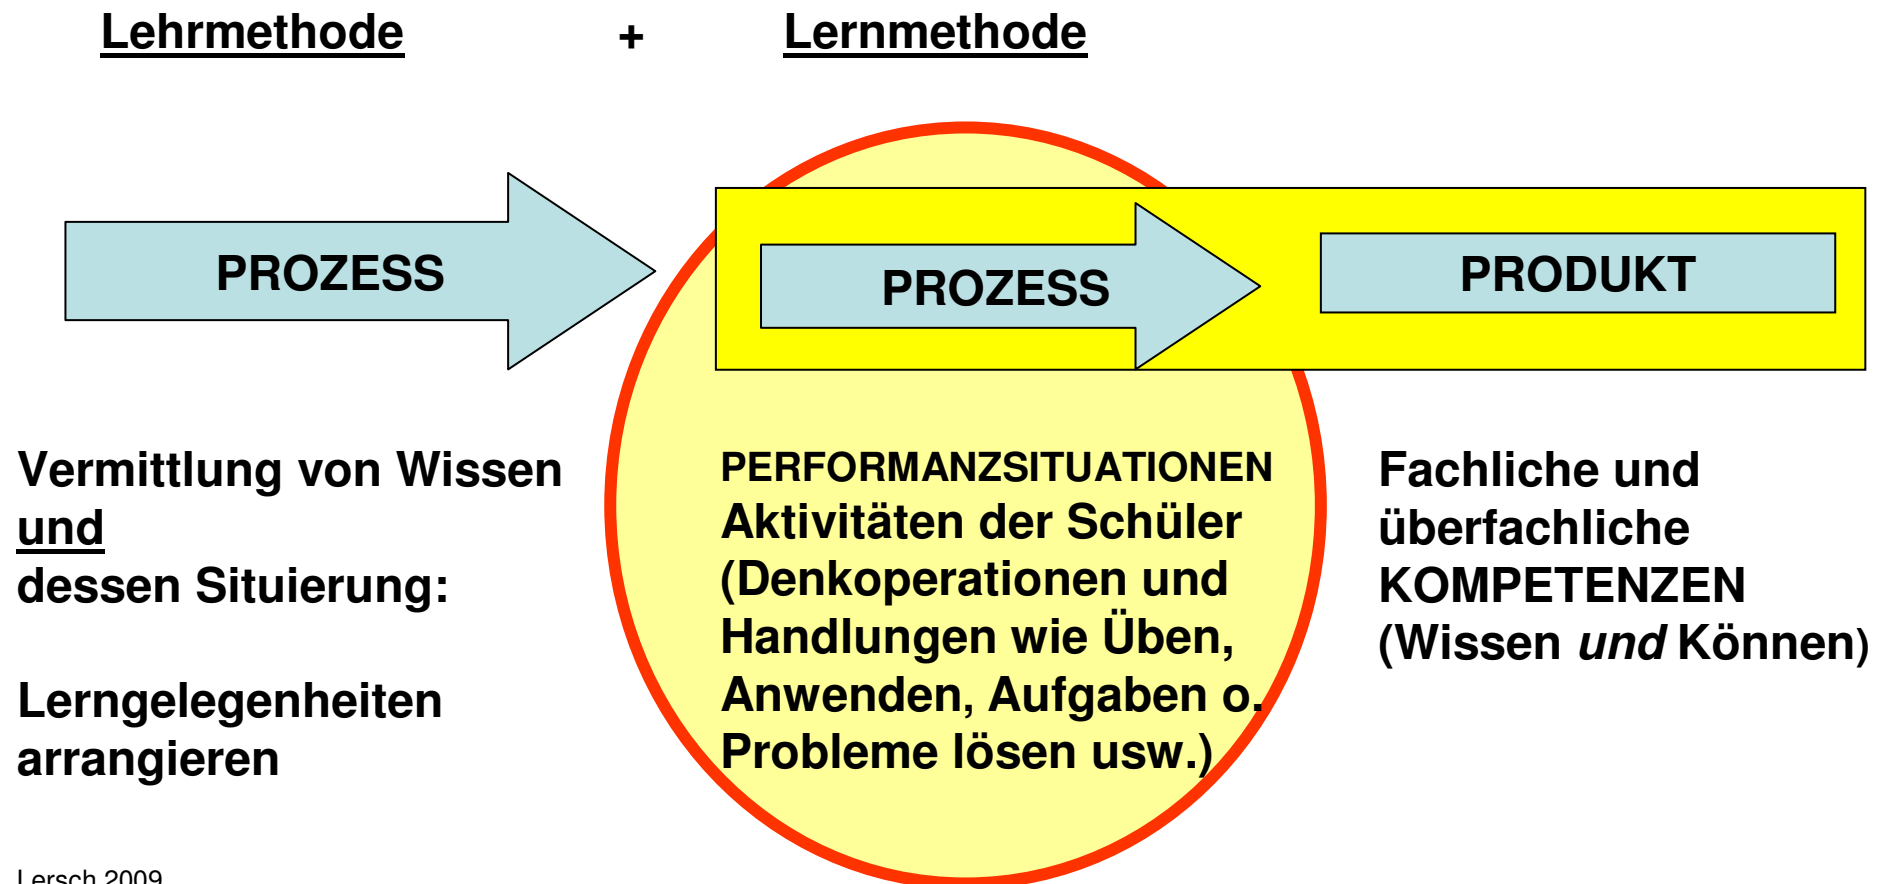 Lehrmethode + Lernmethode
PROZESS
PROZESS
PRODUKT
Vermittlung von Wissen
und
dessen Situierung:
Lerngelegenheiten
arrangieren
PERFORMANZSITUATIONEN
Aktivitäten der Schüler
(Denkoperationen und
Handlungen wie Üben,
Anwenden, Aufgaben o.
Probleme lösen usw.)
Fachliche und
überfachliche
KOMPETENZEN
(Wissen und Können)
Lersch 2009